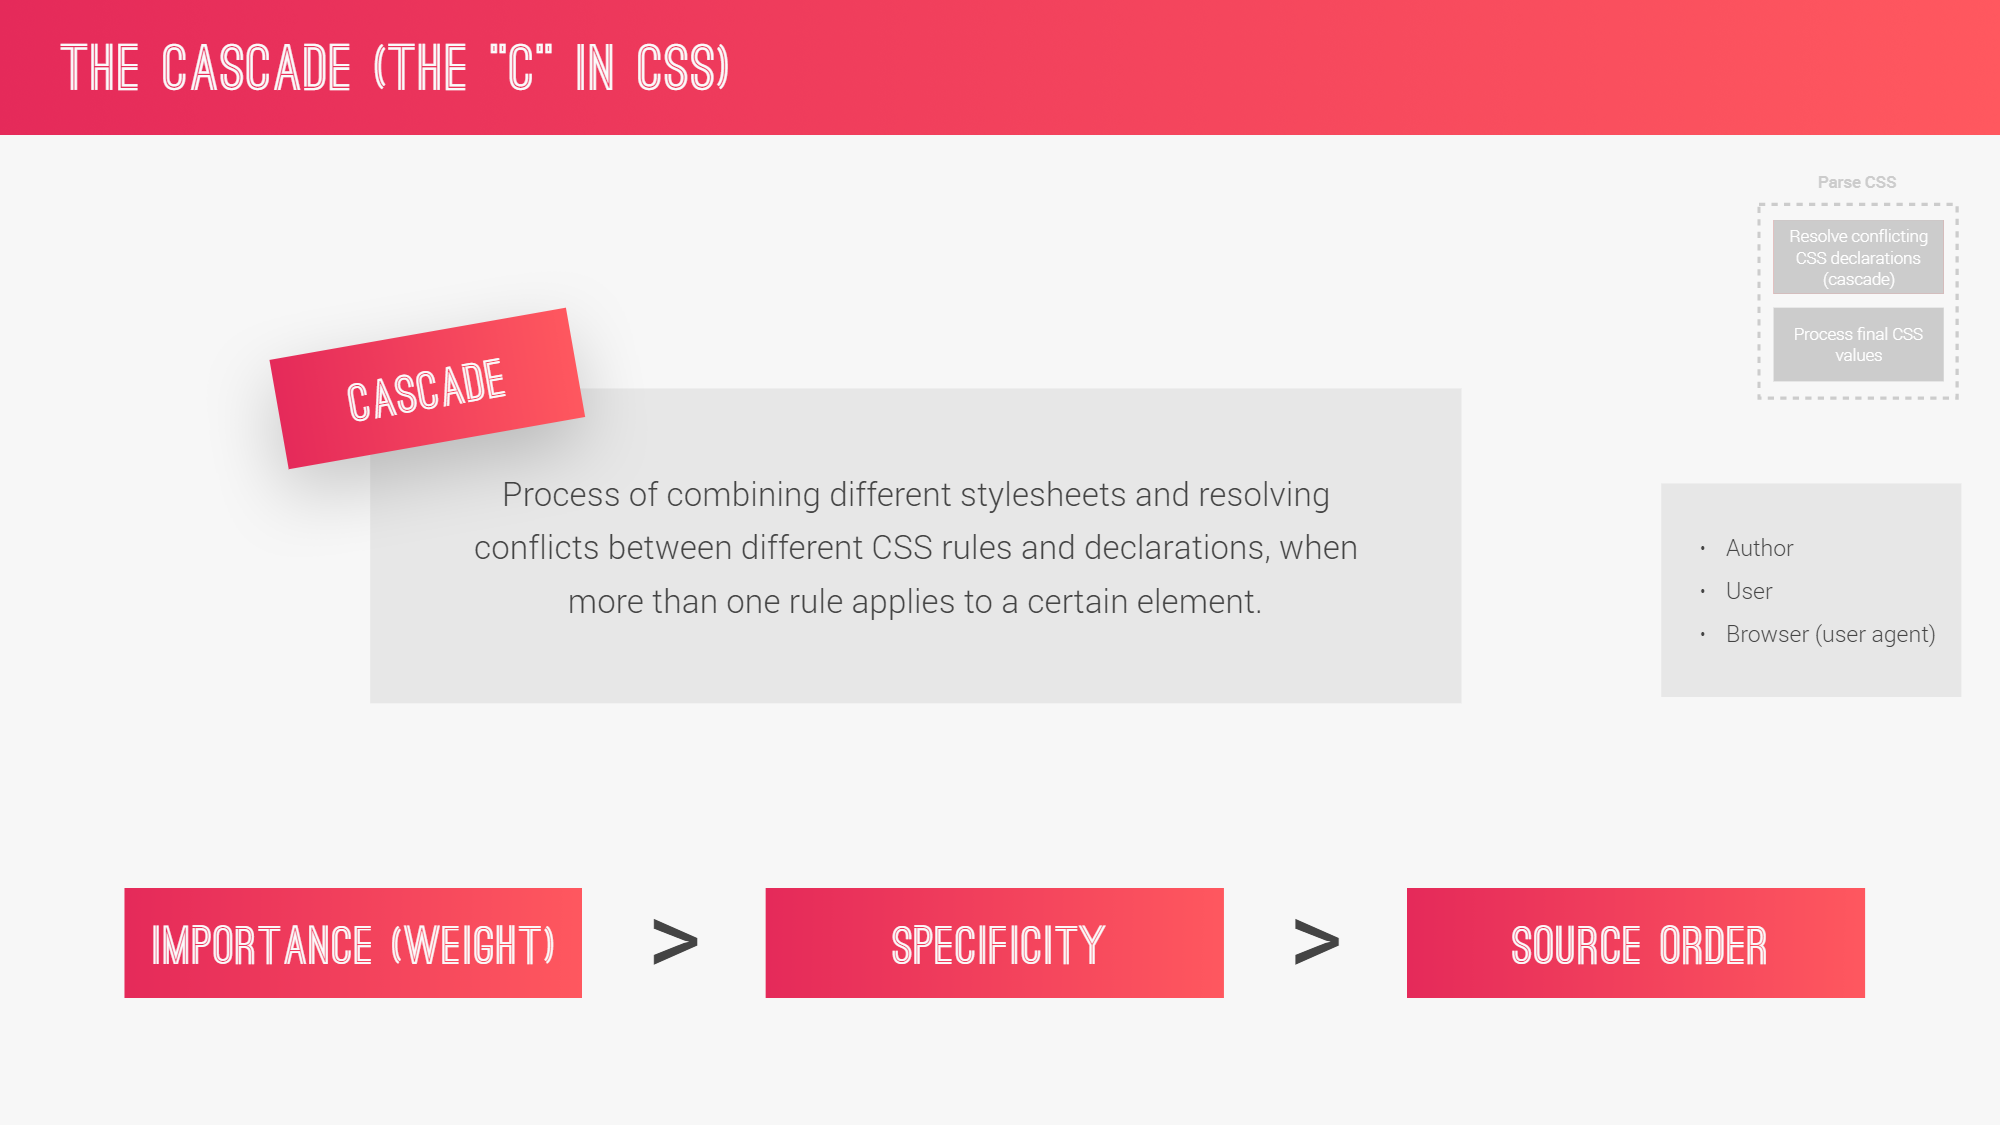 THE CASCADE (THE "C" IN CSS)
Parse CSS
Resolve conflicting
CSS declarations
(cascade)
Process final CSS
values
CASCADE
Process of combining different stylesheets and resolving
conflicts between different CSS rules and declarations, when
more than one rule applies to a certain element.
• Author
• User
• Browser (user agent)
IMPORTANCE (WEIGHT) > SPECIFICITY > SOURCE ORDER